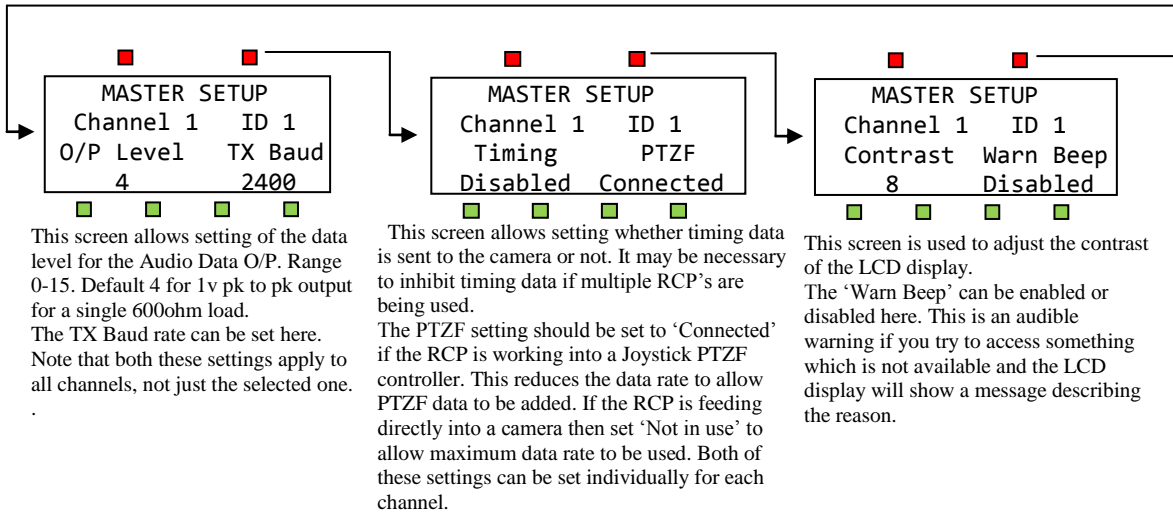 MASTER SETUP
Channel 1 ID 1
O/P Level TX Baud
4 2400
This screen allows setting of the data
level for the Audio Data O/P. Range
0-15. Default 4 for 1v pk to pk output
for a single 600ohm load.
The TX Baud rate can be set here.
Note that both these settings apply to
all channels, not just the selected one.
.
MASTER SETUP
Channel 1 ID 1
Timing PTZF
Disabled Connected
This screen allows setting whether timing data
is sent to the camera or not. It may be necessary
to inhibit timing data if multiple RCP's are
being used.
The PTZF setting should be set to ‘Connected’
if the RCP is working into a Joystick PTZF
controller. This reduces the data rate to allow
PTZF data to be added. If the RCP is feeding
directly into a camera then set ‘Not in use’ to
allow maximum data rate to be used. Both of
these settings can be set individually for each
channel.
MASTER SETUP
Channel 1 ID 1
Contrast Warn Beep
8 Disabled
This screen is used to adjust the contrast
of the LCD display.
The ‘Warn Beep’ can be enabled or
disabled here. This is an audible
warning if you try to access something
which is not available and the LCD
display will show a message describing
the reason.